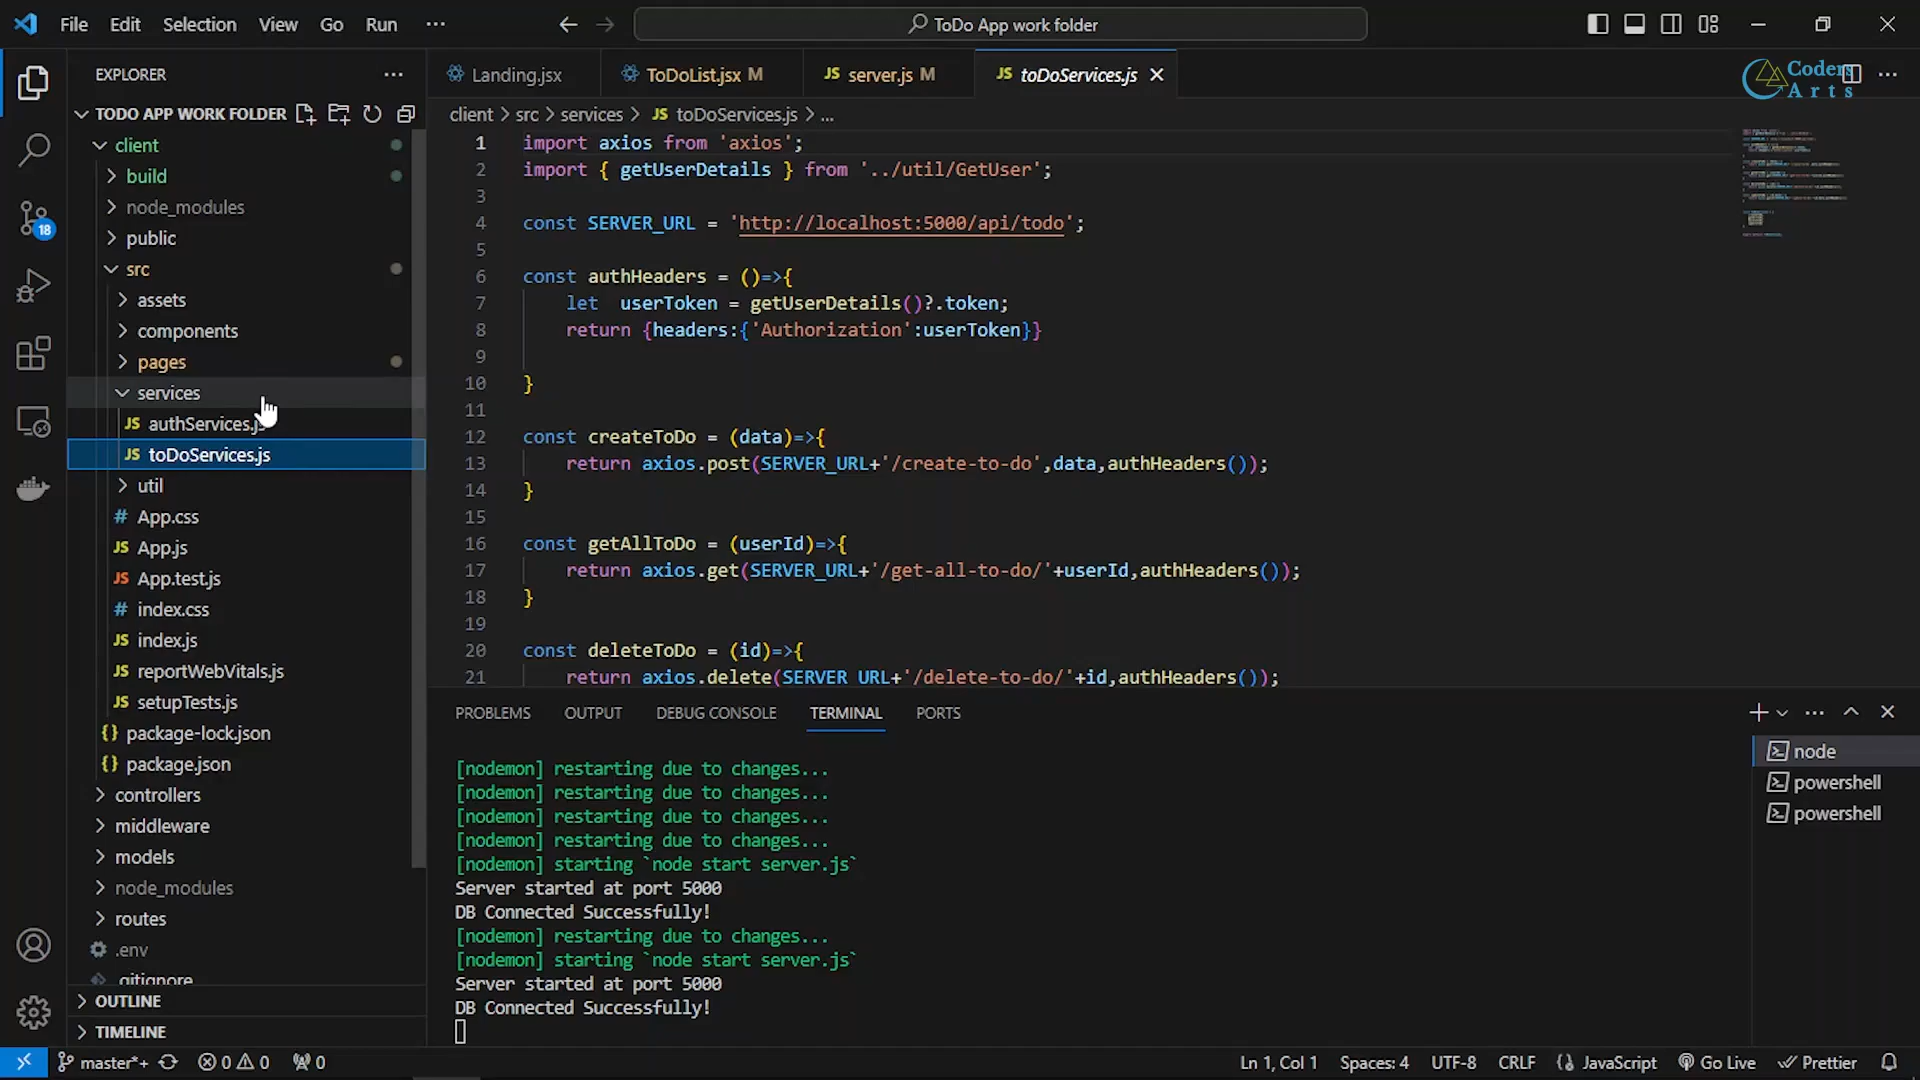 File Edit Selection View Go Run ···
ToDo App work folder
EXPLORER
Landing.jsx
ToDoList.jsx M
JS server.js M
JS toDoServices.js
Coders
Arts
TODO APP WORK FOLDER
client > src > services > JS toDoServices.js > ...
client
build
node_modules
public
src
assets
components
pages
services
JS authServices.js
JS toDoServices.js
util
# App.css
JS App.js
JS App.test.js
# index.css
JS index.js
JS reportWebVitals.js
JS setupTests.js
{} package-lock.json
{} package.json
controllers
middleware
models
node_modules
routes
.env
.gitignore
OUTLINE
TIMELINE
18
1 import axios from 'axios';
2 import { getUserDetails } from '../util/GetUser';
3
4 const SERVER_URL = 'http://localhost:5000/api/todo';
5
6 const authHeaders = ()=>{
7 let  userToken = getUserDetails()?.token;
8 return {headers:{'Authorization':userToken}}
9
10 }
11
12 const createToDo = (data)=>{
13 return axios.post(SERVER_URL+'/create-to-do',data,authHeaders());
14 }
15
16 const getAllToDo = (userId)=>{
17 return axios.get(SERVER_URL+'/get-all-to-do/'+userId,authHeaders());
18 }
19
20 const deleteToDo = (id)=>{
21 return axios.delete(SERVER_URL+'/delete-to-do/'+id,authHeaders());
PROBLEMS OUTPUT DEBUG CONSOLE TERMINAL PORTS
[nodemon] restarting due to changes...
[nodemon] restarting due to changes...
[nodemon] restarting due to changes...
[nodemon] restarting due to changes...
[nodemon] starting `node start server.js`
Server started at port 5000
DB Connected Successfully!
[nodemon] restarting due to changes...
[nodemon] starting `node start server.js`
Server started at port 5000
DB Connected Successfully!
node
powershell
powershell
master*+ 0 0 0
Ln 1, Col 1 Spaces: 4 UTF-8 CRLF {} JavaScript Go Live Prettier